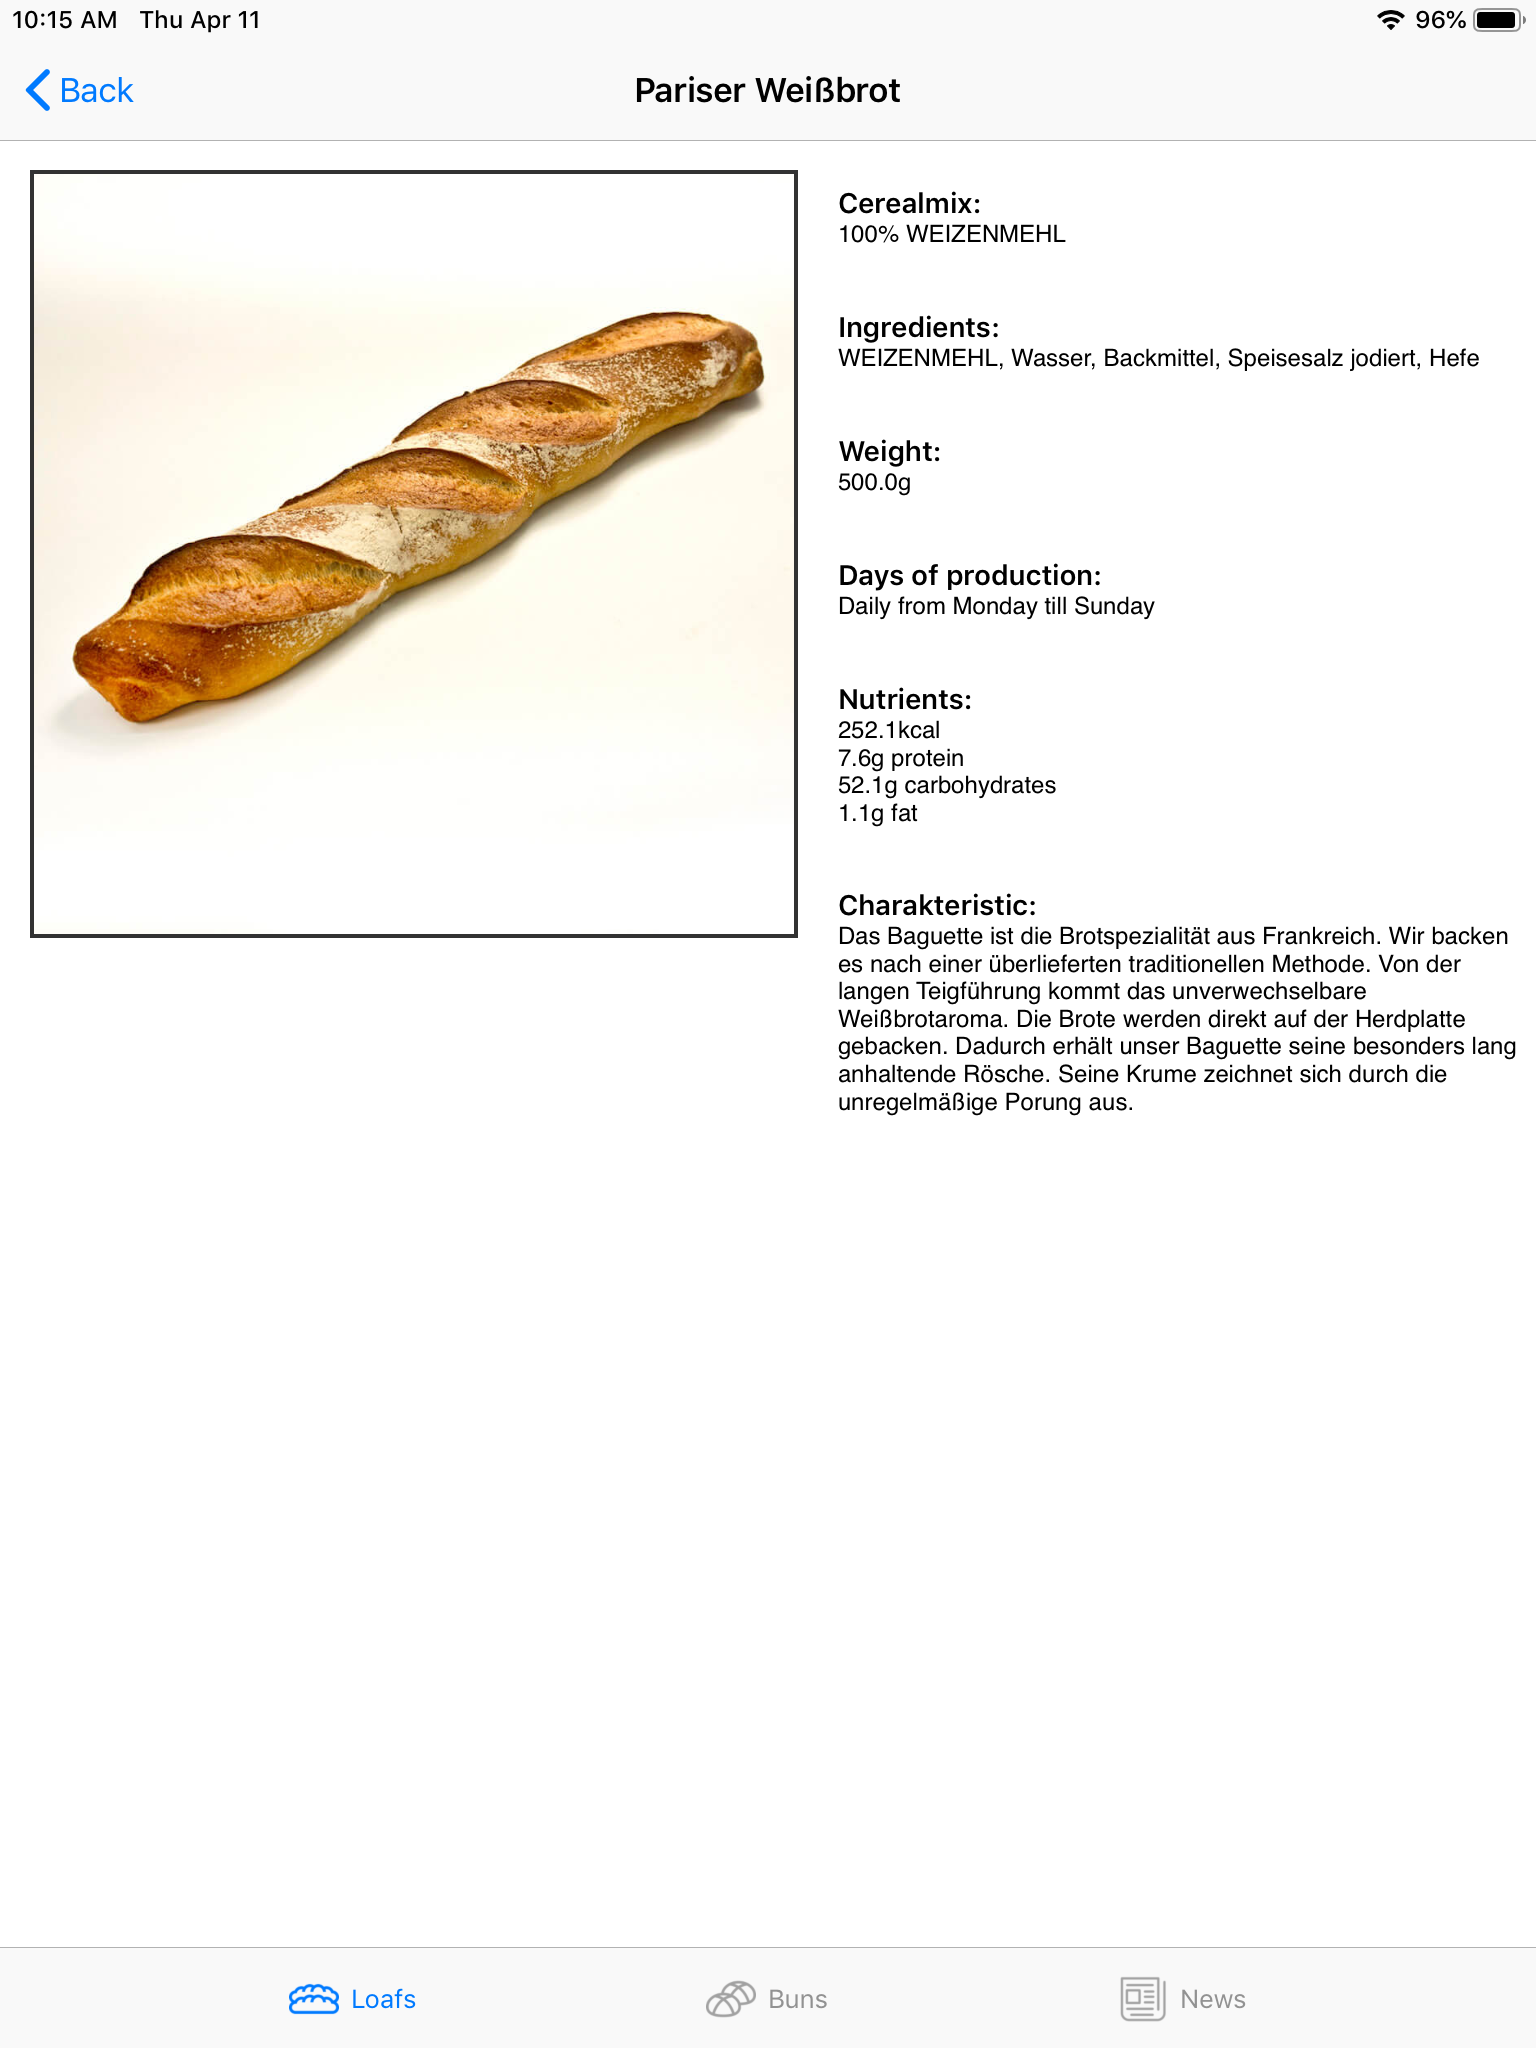 10:15 AM Thu Apr 11
96%
Back
Pariser Weißbrot
Cerealmix:
100% WEIZENMEHL
Ingredients:
WEIZENMEHL, Wasser, Backmittel, Speisesalz jodiert, Hefe
Weight:
500.0g
Days of production:
Daily from Monday till Sunday
Nutrients:
252.1kcal
7.6g protein
52.1g carbohydrates
1.1g fat
Charakteristic:
Das Baguette ist die Brotspezialität aus Frankreich. Wir backen
es nach einer überlieferten traditionellen Methode. Von der
langen Teigführung kommt das unverwechselbare
Weißbrotaroma. Die Brote werden direkt auf der Herdplatte
gebacken. Dadurch erhält unser Baguette seine besonders lang
anhaltende Rösche. Seine Krume zeichnet sich durch die
unregelmäßige Porung aus.
Loafs
Buns
News